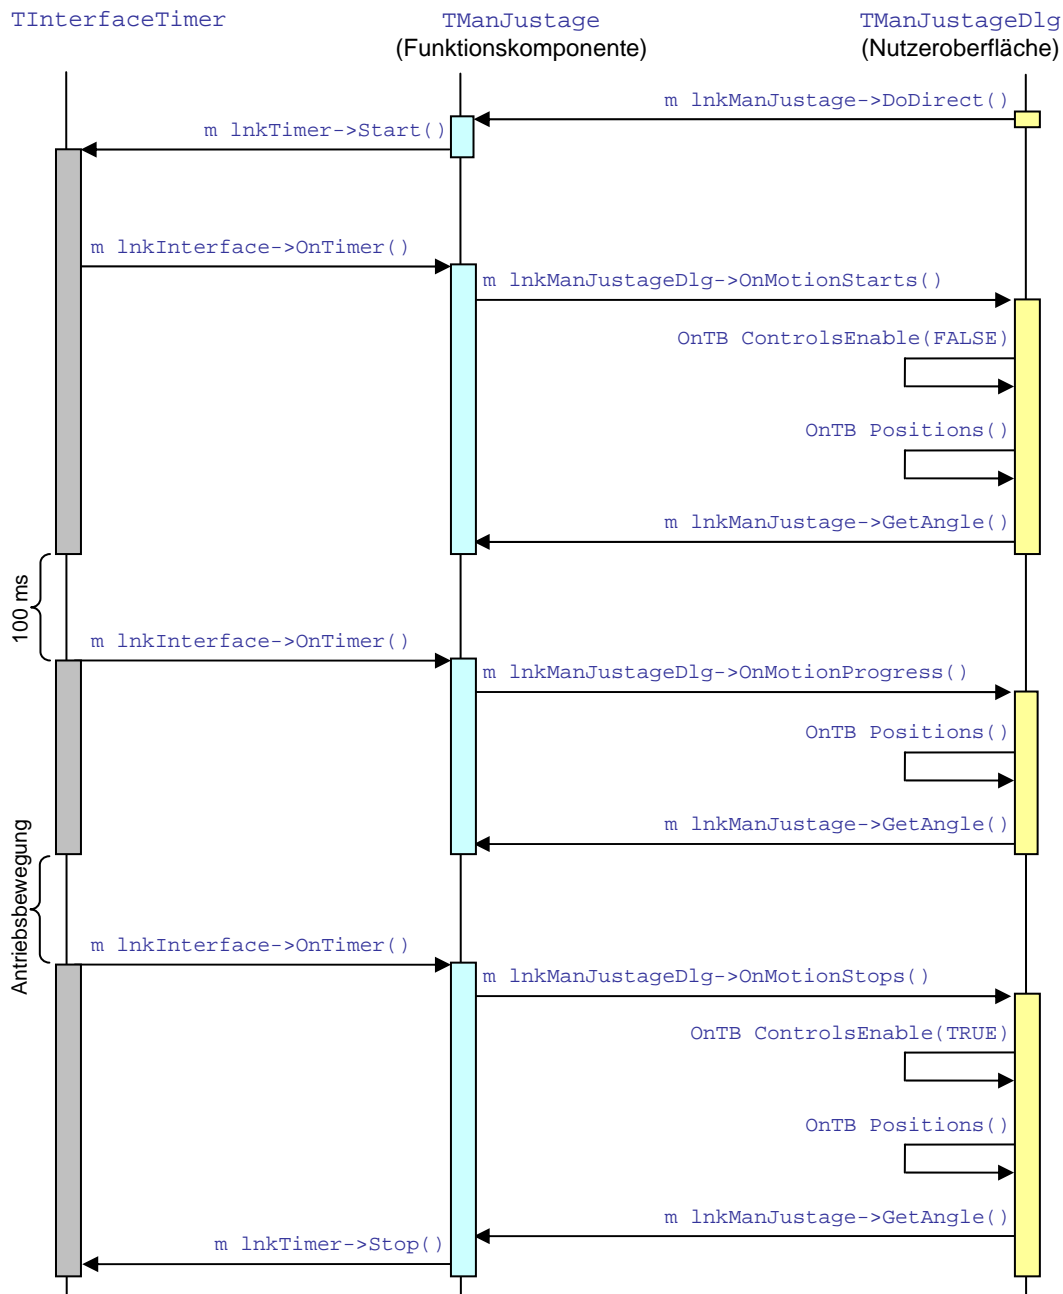 TInterfaceTimer
TManJustage
(Funktionskomponente)
TManJustageDlg
(Nutzeroberfläche)
m lnkManJustage->DoDirect()
m lnkTimer->Start()
m lnkInterface->OnTimer()
m lnkManJustageDlg->OnMotionStarts()
OnTB ControlsEnable(FALSE)
OnTB Positions()
m lnkManJustage->GetAngle()
100 ms
m lnkInterface->OnTimer()
m lnkManJustageDlg->OnMotionProgress()
OnTB Positions()
m lnkManJustage->GetAngle()
Antriebsbewegung
m lnkInterface->OnTimer()
m lnkManJustageDlg->OnMotionStops()
OnTB ControlsEnable(TRUE)
OnTB Positions()
m lnkManJustage->GetAngle()
m lnkTimer->Stop()